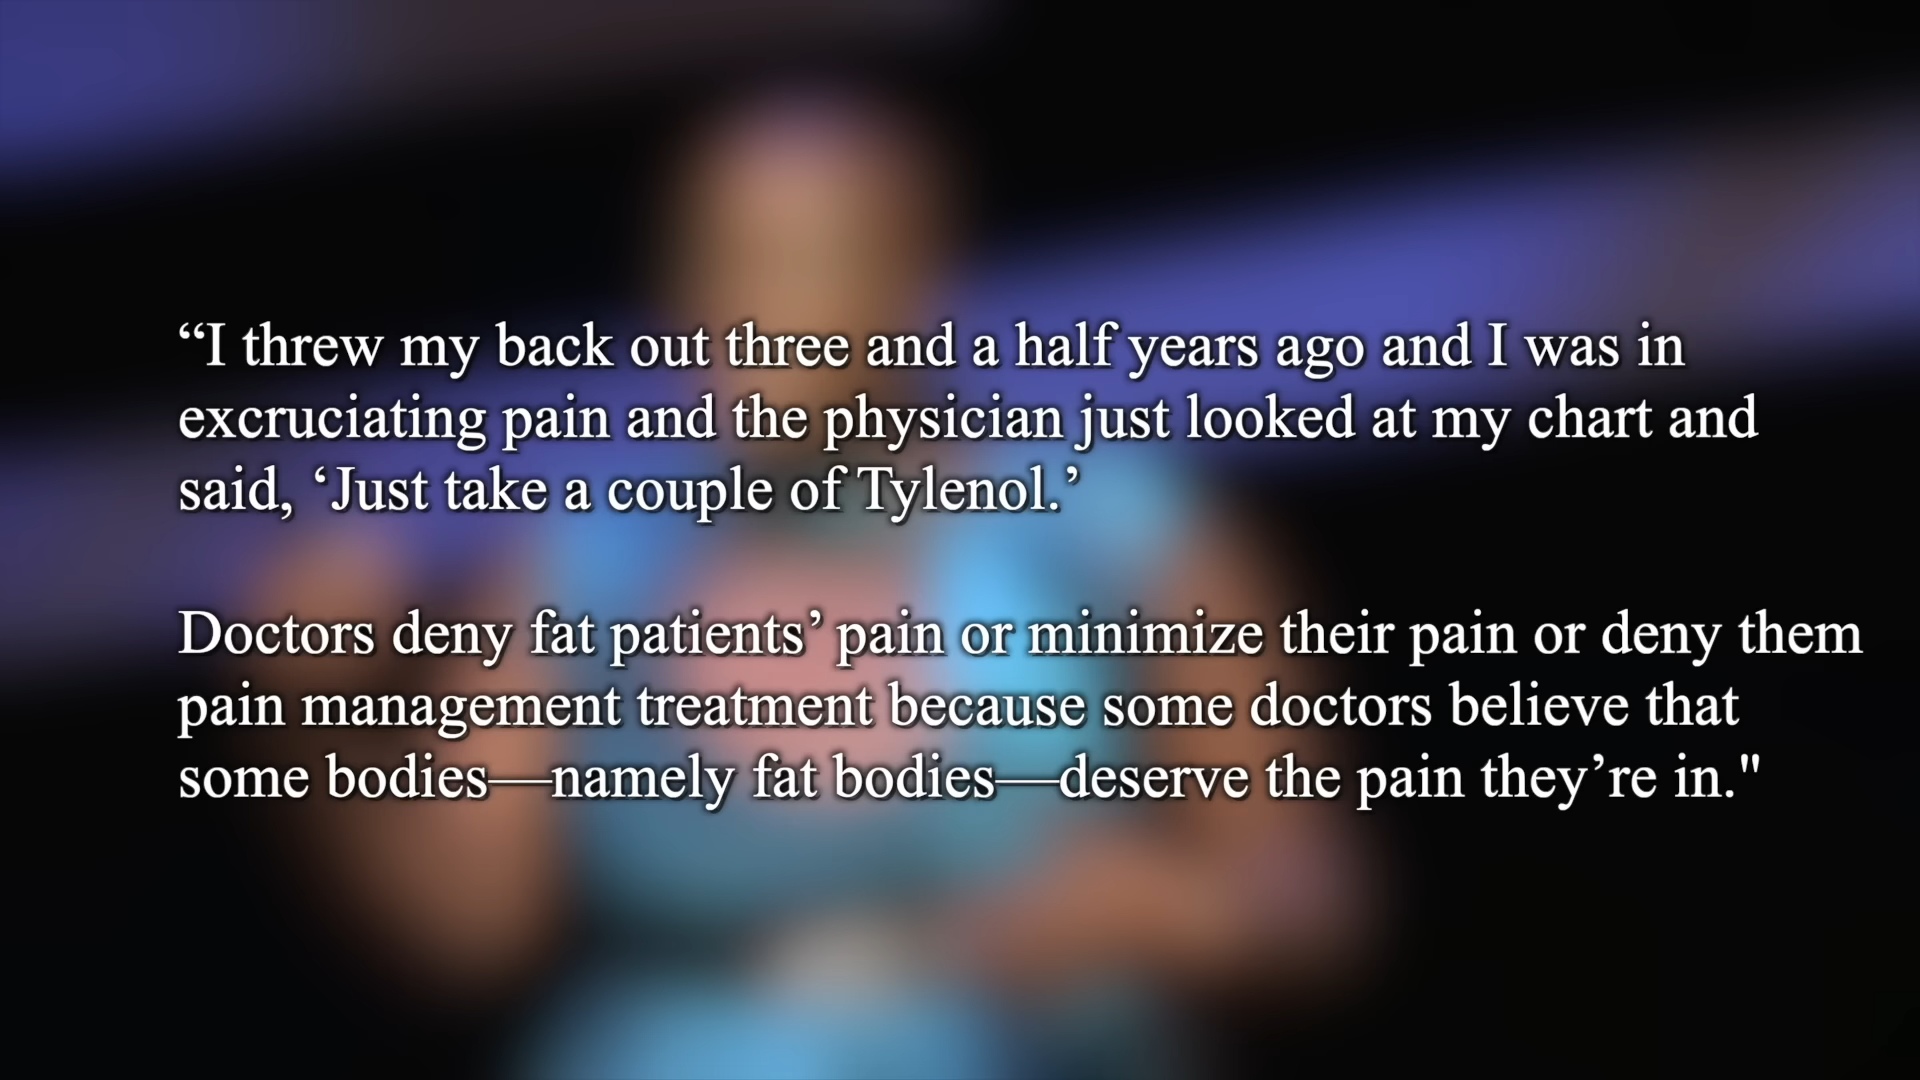 “I threw my back out three and a half years ago and I was in
excruciating pain and the physician just looked at my chart and
said, ‘Just take a couple of Tylenol.’
Doctors deny fat patients’ pain or minimize their pain or deny them
pain management treatment because some doctors believe that
some bodies—namely fat bodies—deserve the pain they’re in."